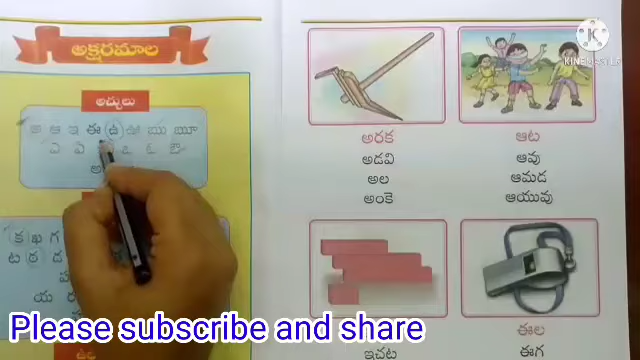 అక్షరమాల
అచ్చులు
అ ఆ ఇ ఈ ఉ ఊ ఋ ౠ
ఎ ఏ ఒ ఓ ఔ
క ఖ గ
ట ఠ డ
య ర
అరక
అడవి
అల
అంకె
ఆట
ఆవు
ఆమడ
ఆయువు
ఇచట
ఈల
ఈగ
KINEMASTER
Please subscribe and share